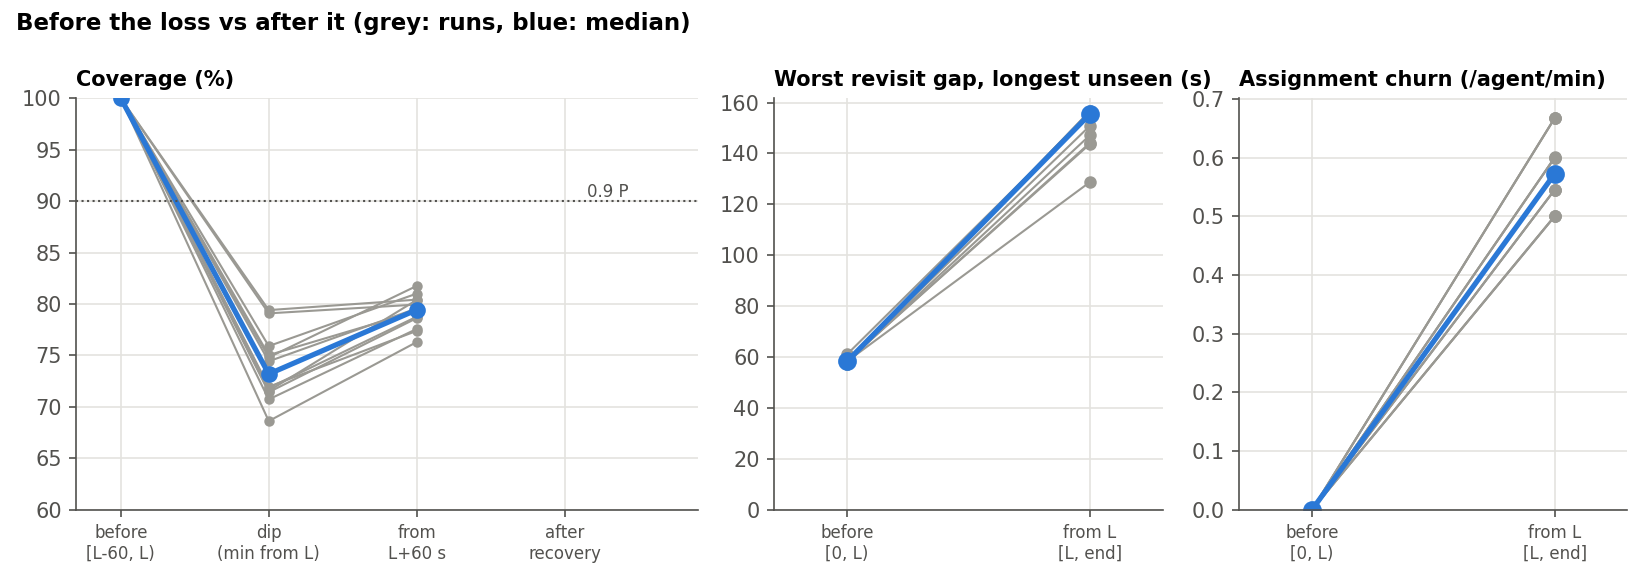 Before the loss vs after it (grey: runs, blue: median)
Coverage (%)
100
95
90
85
80
75
70
65
60
0.9 P
before
[L-60, L)
dip
(min from L)
from
L+60 s
after
recovery
Worst revisit gap, longest unseen (s)
160
140
120
100
80
60
40
20
0
before
[0, L)
from L
[L, end]
Assignment churn (/agent/min)
0.7
0.6
0.5
0.4
0.3
0.2
0.1
0.0
before
[0, L)
from L
[L, end]